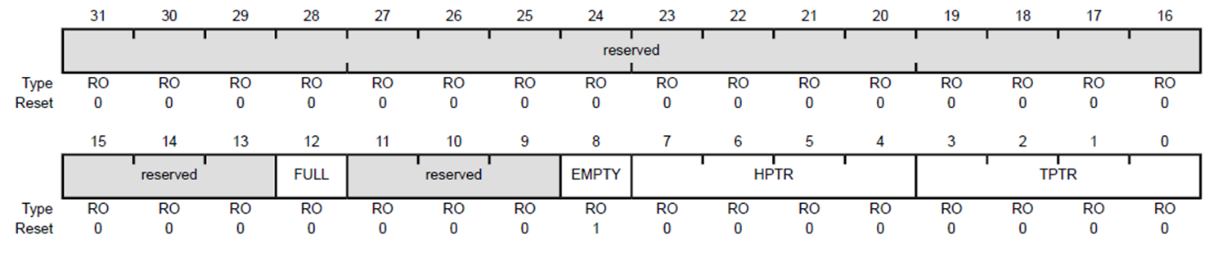 31 30 29 28 27 26 25 24 23 22 21 20 19 18 17 16
reserved
Type RO RO RO RO RO RO RO RO RO RO RO RO RO RO RO RO
Reset 0 0 0 0 0 0 0 0 0 0 0 0 0 0 0 0
15 14 13 12 11 10 9 8 7 6 5 4 3 2 1 0
reserved FULL reserved EMPTY HPTR TPTR
Type RO RO RO RO RO RO RO RO RO RO RO RO RO RO RO RO
Reset 0 0 0 0 0 0 0 1 0 0 0 0 0 0 0 0